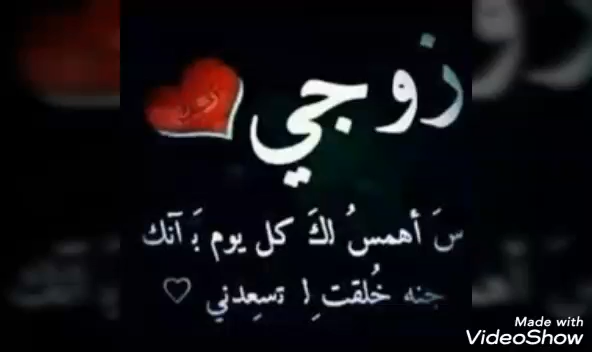 زوجي
سَ أهمسُ لكَ كل يوم بَ آنك
جنه خُلقت لِ تسعِدني ♡
Made with
VideoShow